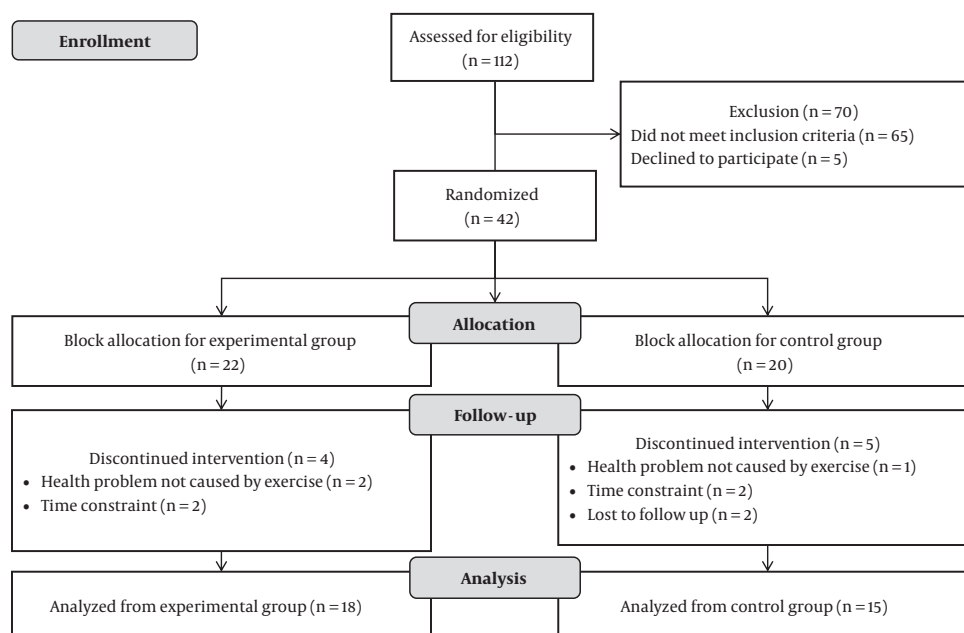 Enrollment
Assessed for eligibility
(n = 112)
Exclusion (n = 70)
Did not meet inclusion criteria (n = 65)
Declined to participate (n = 5)
Randomized
(n = 42)
Allocation
Block allocation for experimental group
(n = 22)
Block allocation for control group
(n = 20)
Follow-up
Discontinued intervention (n = 4)
• Health problem not caused by exercise (n = 2)
• Time constraint (n = 2)
Discontinued intervention (n = 5)
• Health problem not caused by exercise (n = 1)
• Time constraint (n = 2)
• Lost to follow up (n = 2)
Analysis
Analyzed from experimental group (n = 18)
Analyzed from control group (n = 15)